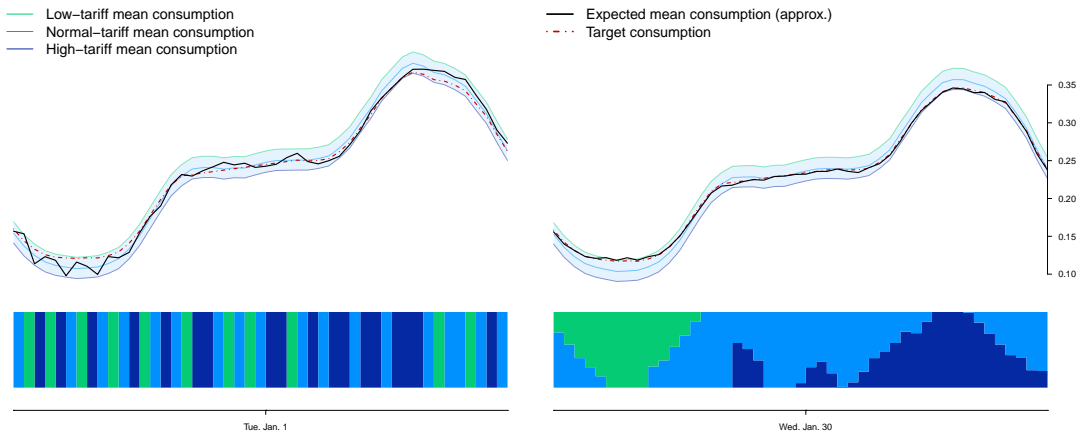 Low−tariff mean consumption
Normal−tariff mean consumption
High−tariff mean consumption
Expected mean consumption (approx.)
Target consumption
0.35
0.30
0.25
0.20
0.15
0.10
Tue. Jan. 1
Wed. Jan. 30